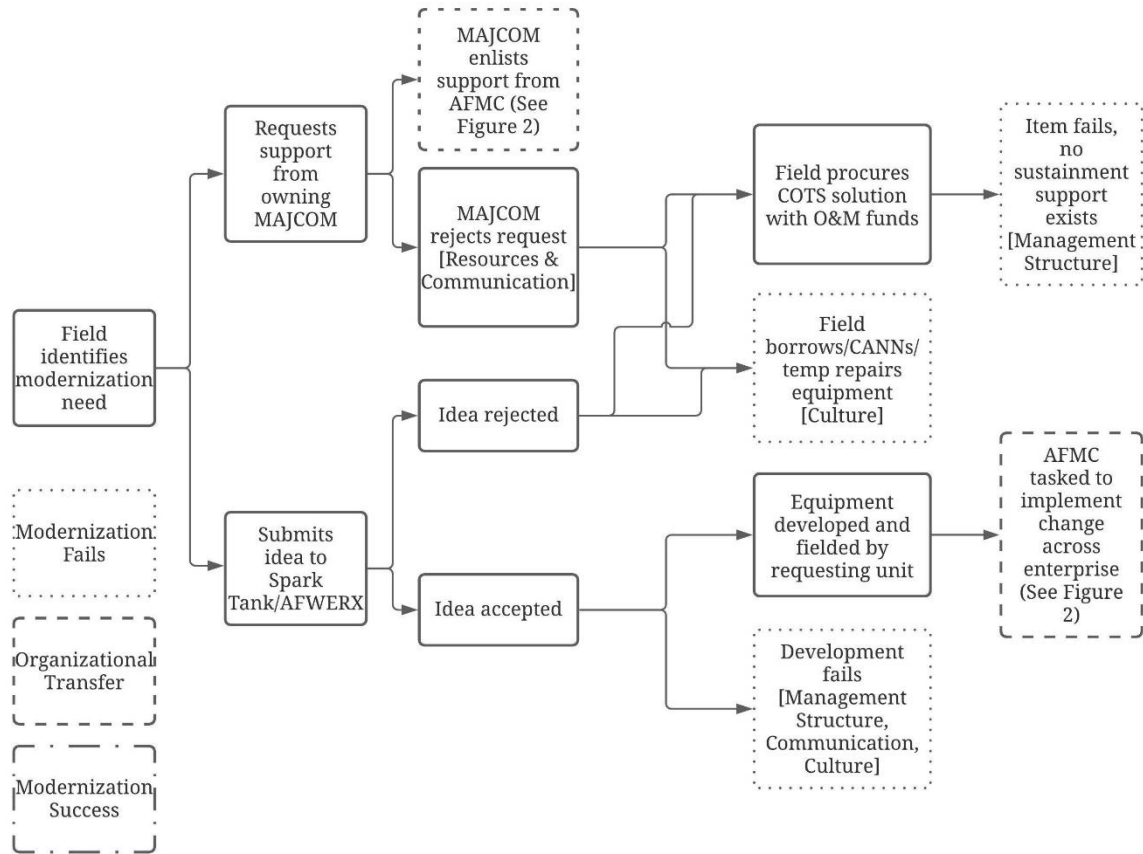 MAJCOM
enlists
support from
AFMC (See
Figure 2)
Requests
support
from
owning
MAJCOM
MAJCOM
rejects request
[Resources &
Communication]
Field procures
COTS solution
with O&M funds
Item fails,
no
sustainment
support
exists
[Management
Structure]
Field
identifies
modernization
need
Field
borrows/CANNs/
temp repairs
equipment
[Culture]
Idea rejected
Modernization
Fails
Submits
idea to
Spark
Tank/AFWERX
Idea accepted
Equipment
developed and
fielded by
requesting unit
AFMC
tasked to
implement
change
across
enterprise
(See Figure
2)
Organizational
Transfer
Development
fails
[Management
Structure,
Communication,
Culture]
Modernization
Success